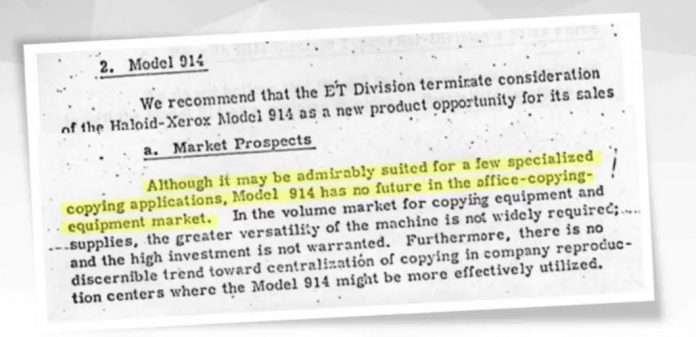 2. Model 914
We recommend that the ET Division terminate consideration
of the Haloid-Xerox Model 914 as a new product opportunity for its sales
a. Market Prospects
Although it may be admirably suited for a few specialized
copying applications, Model 914 has no future in the office-copying-
equipment market. In the volume market for copying equipment and
supplies, the greater versatility of the machine is not widely required;
and the high investment is not warranted. Furthermore, there is no
discernible trend toward centralization of copying in company reproduc-
tion centers where the Model 914 might be more effectively utilized.